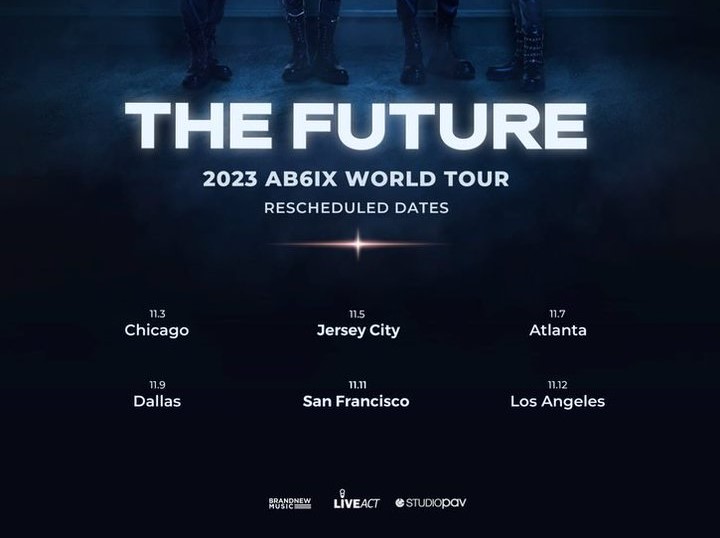 THE FUTURE
2023 AB6IX WORLD TOUR
RESCHEDULED DATES
11.3
Chicago
11.5
Jersey City
11.7
Atlanta
11.9
Dallas
11.11
San Francisco
11.12
Los Angeles
BRANDNEW
MUSIC
LIVEACT
STUDIOpav